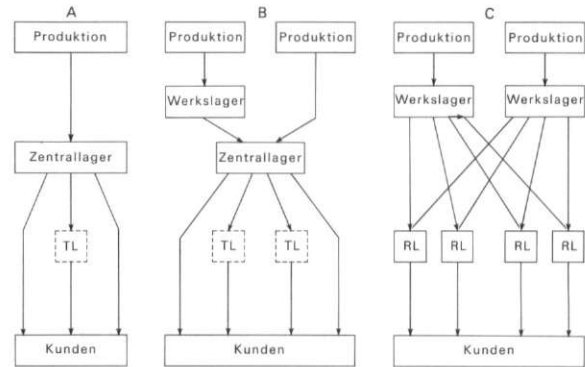 A
B
C
Produktion
Produktion
Produktion
Produktion
Produktion
Werkslager
Werkslager
Werkslager
Zentrallager
Zentrallager
TL
TL
TL
RL
RL
RL
RL
Kunden
Kunden
Kunden